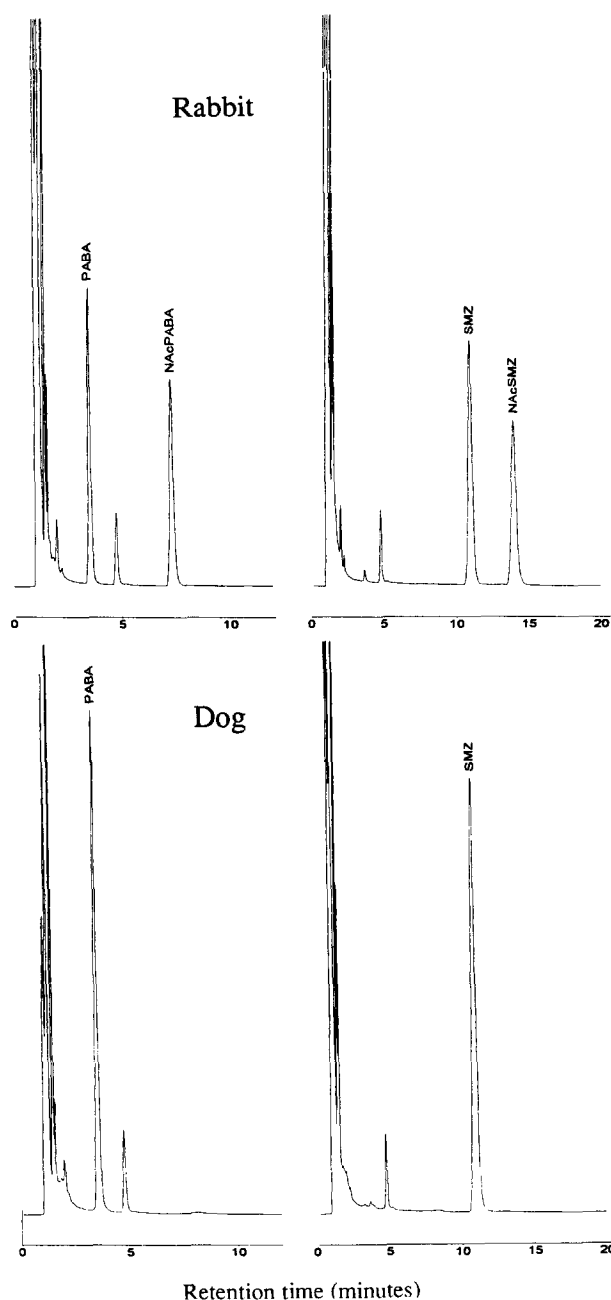 Rabbit
PABA
NAcPABA
SMZ
NAcSMZ
0 5 10
0 5 10 15 20
Dog
PABA
SMZ
0 5 10
0 5 10 15 20
Retention time (minutes)